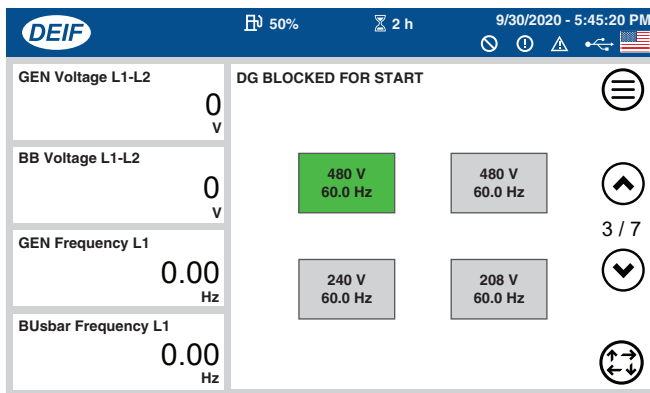 DEIF
50%
2 h
9/30/2020 - 5:45:20 PM
GEN Voltage L1-L2
0
V
BB Voltage L1-L2
0
V
GEN Frequency L1
0.00
Hz
BUsbar Frequency L1
0.00
Hz
DG BLOCKED FOR START
480 V
60.0 Hz
480 V
60.0 Hz
240 V
60.0 Hz
208 V
60.0 Hz
3 / 7